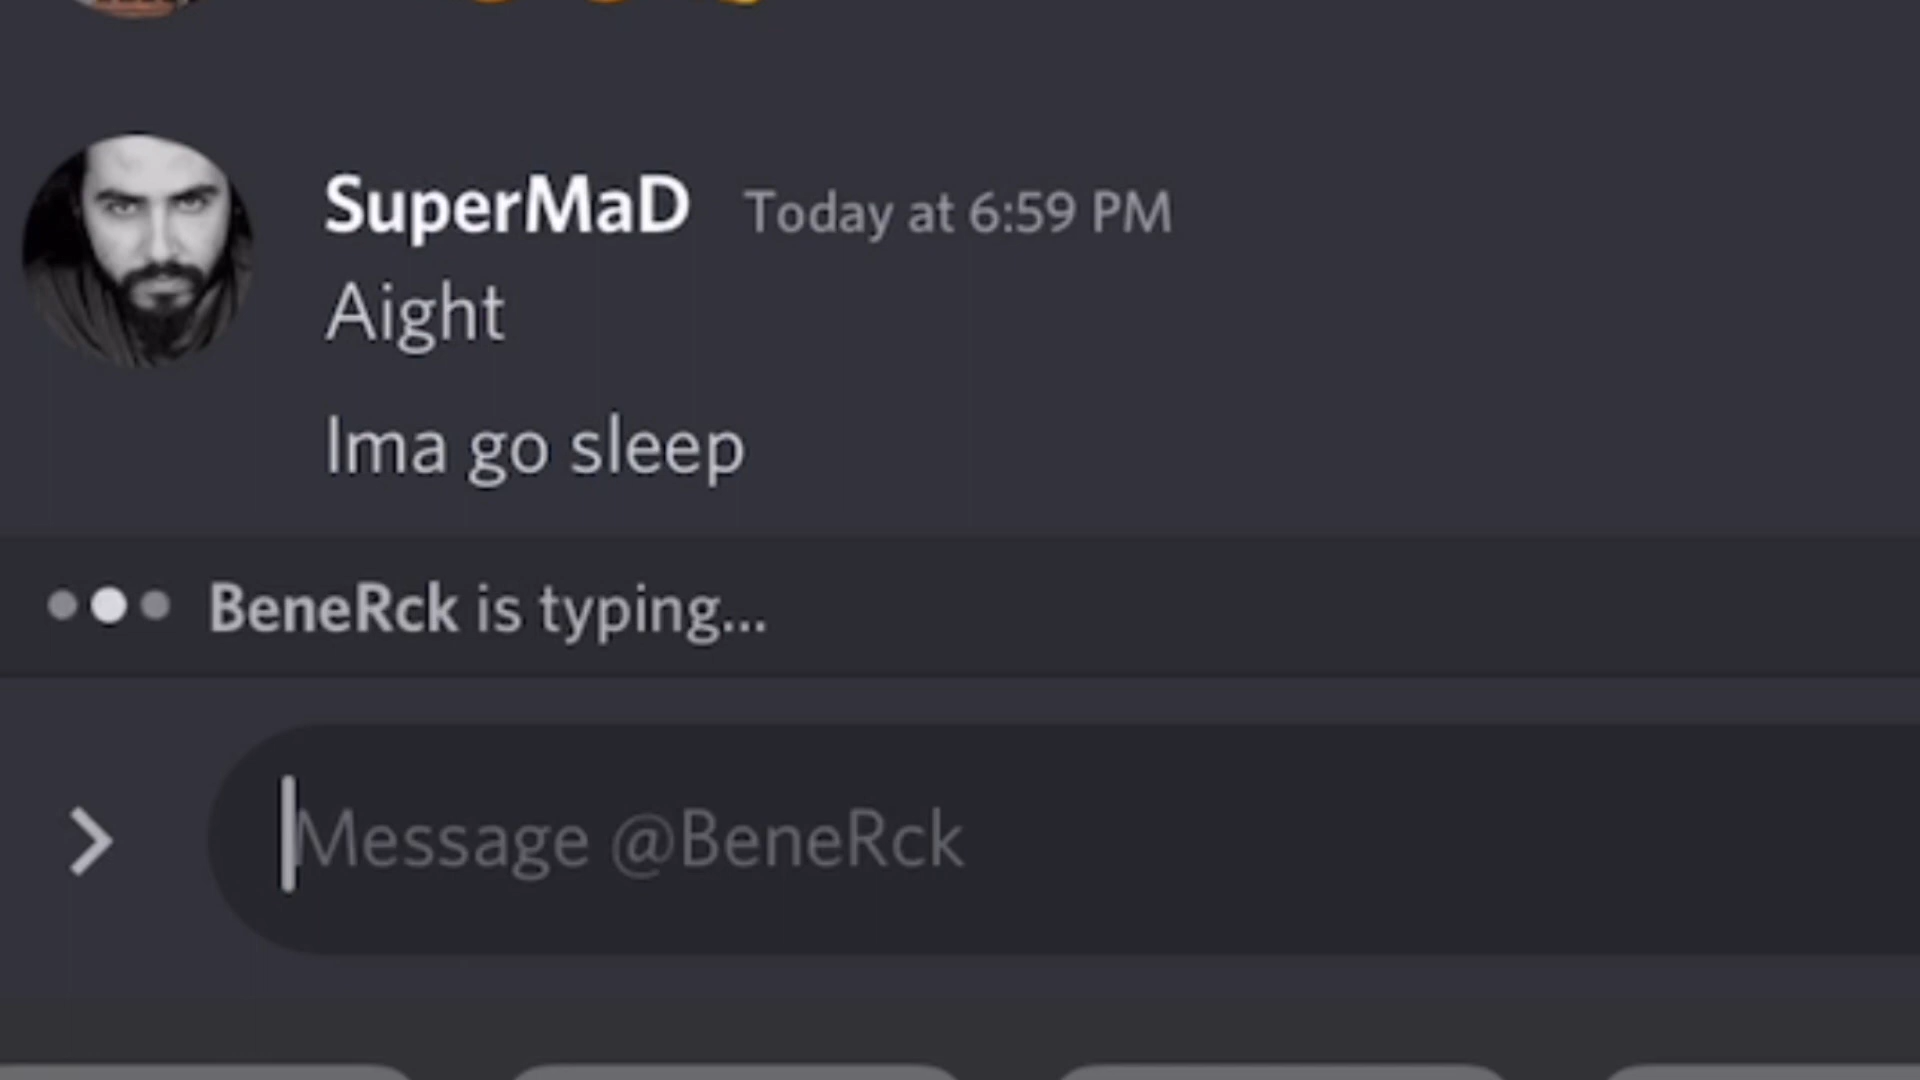 SuperMaD Today at 6:59 PM
Aight
Ima go sleep
BeneRck is typing...
Message @BeneRck